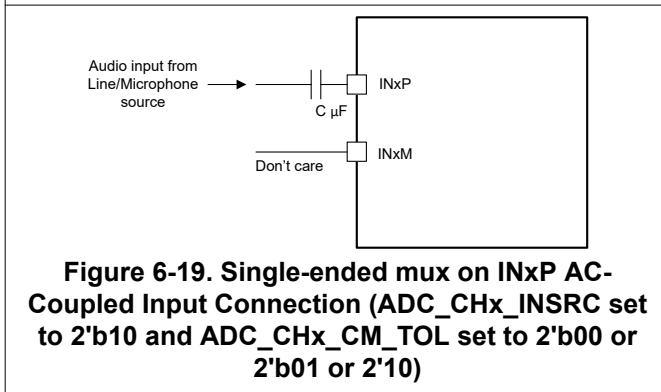 Audio input from
Line/Microphone
source
C µF
INxP
INxM
Don't care
Figure 6-19. Single-ended mux on INxP AC-
Coupled Input Connection (ADC_CHx_INSRC set
to 2'b10 and ADC_CHx_CM_TOL set to 2'b00 or
2'b01 or 2'10)